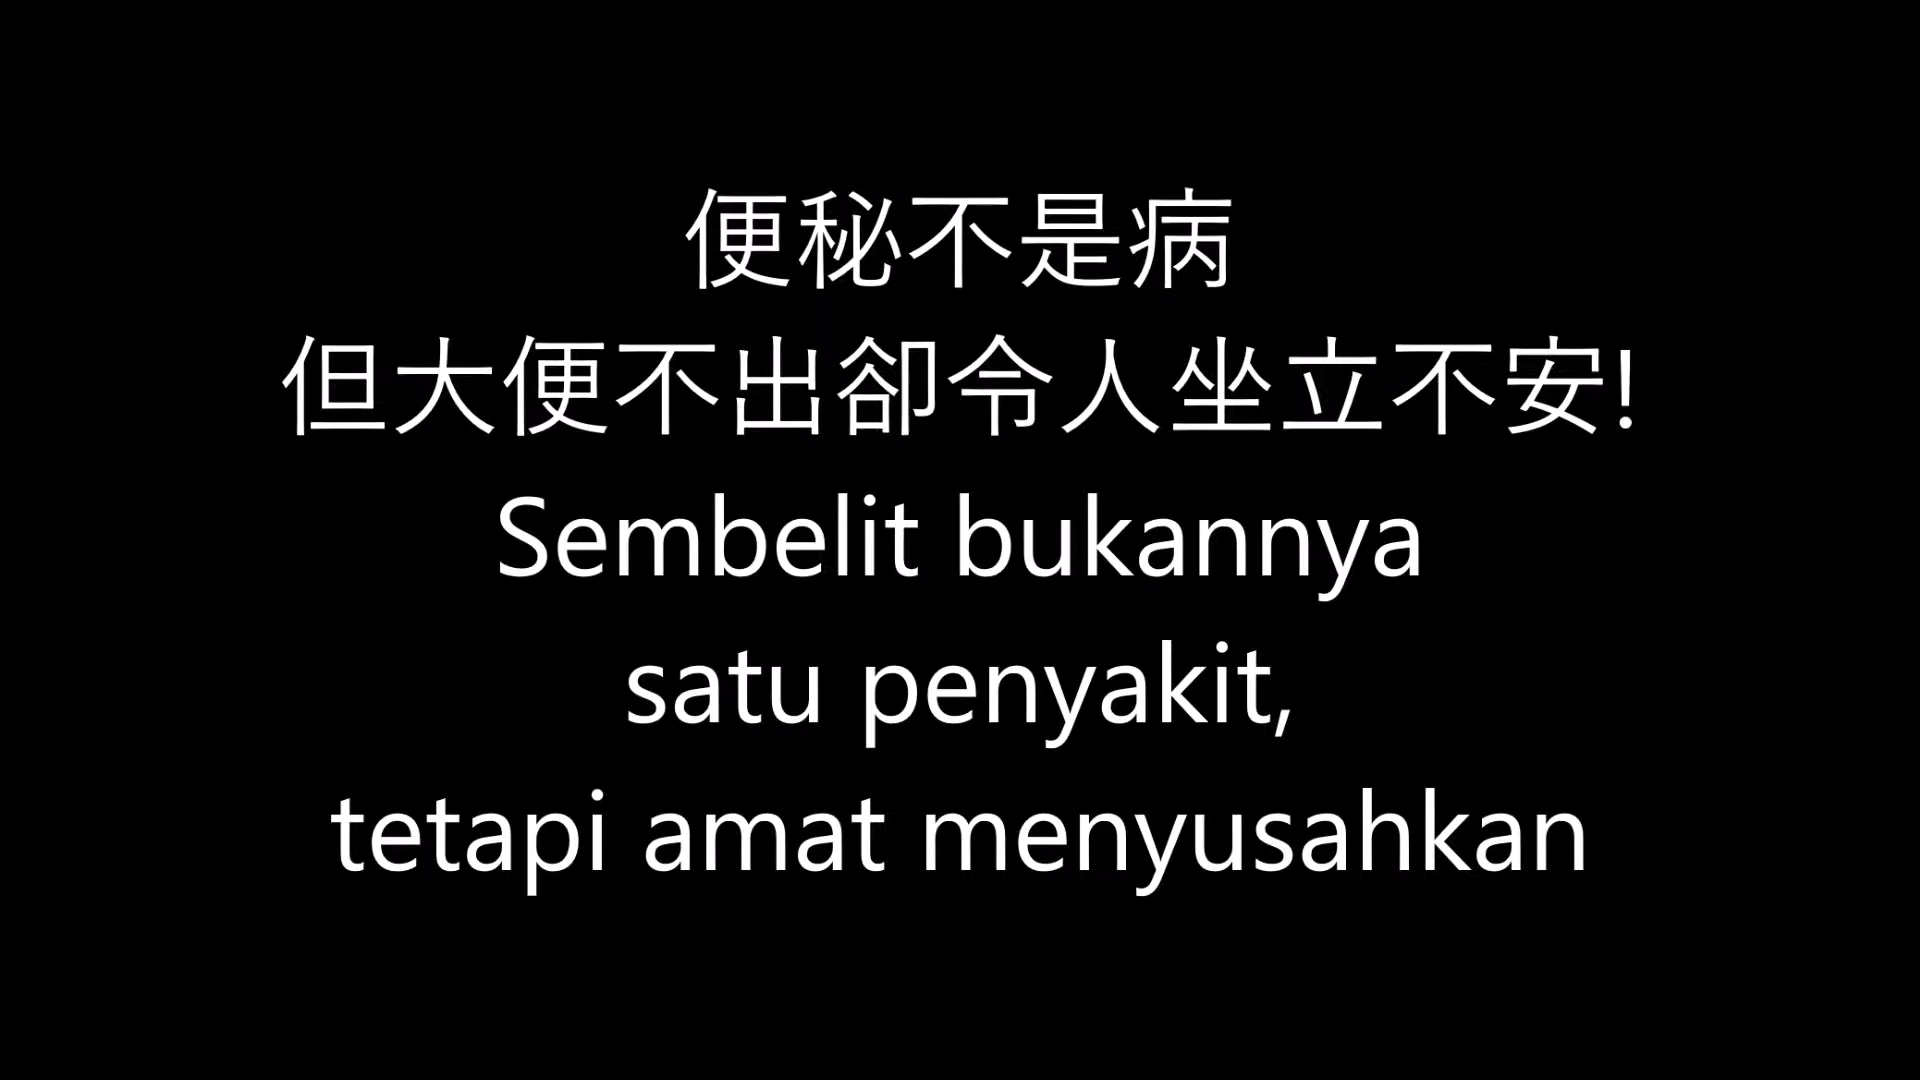 便秘不是病
但大便不出卻令人坐立不安!
Sembelit bukannya
satu penyakit,
tetapi amat menyusahkan